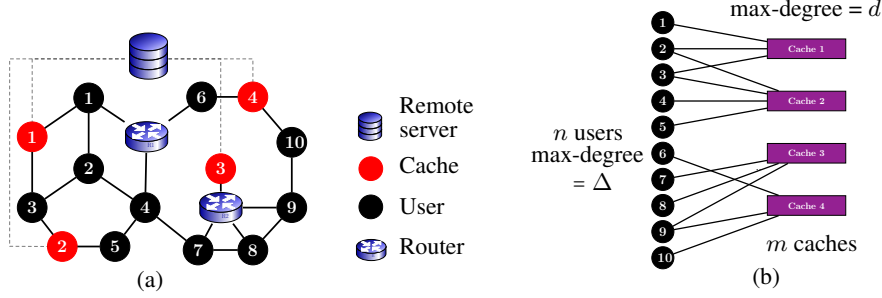 1
6
4
R1
10
1
2
3
3
4
R2
9
2
5
7
8
(a)
Remote
server
Cache
User
Router
max-degree = d
1
2
3
4
5
6
7
8
9
10
Cache 1
Cache 2
Cache 3
Cache 4
n users
max-degree
= Δ
m caches
(b)